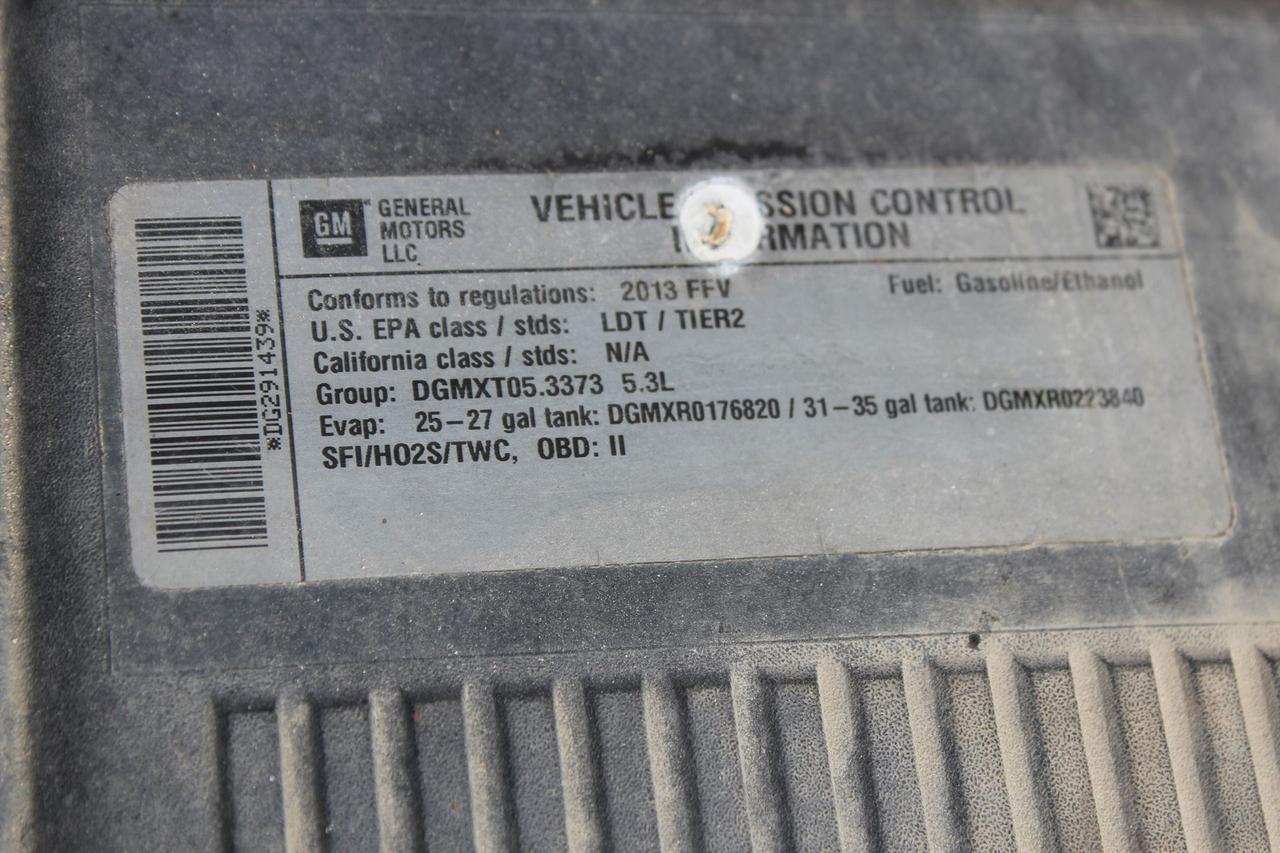 *DG291439*
GM
GENERAL
MOTORS
LLC
VEHICLE CONTROL
Conforms to regulations: 2013 FFV
Fuel: Gasoline/Ethanol
U.S. EPA class / stds: LDT / TIER2
California class / stds: N/A
Group: DGMXT05.3373 5.3L
Evap: 25-27 gal tank: DGMXR0176820 / 31-35 gal tank: DGMXR0223840
SFI/HO2S/TWC, OBD: II